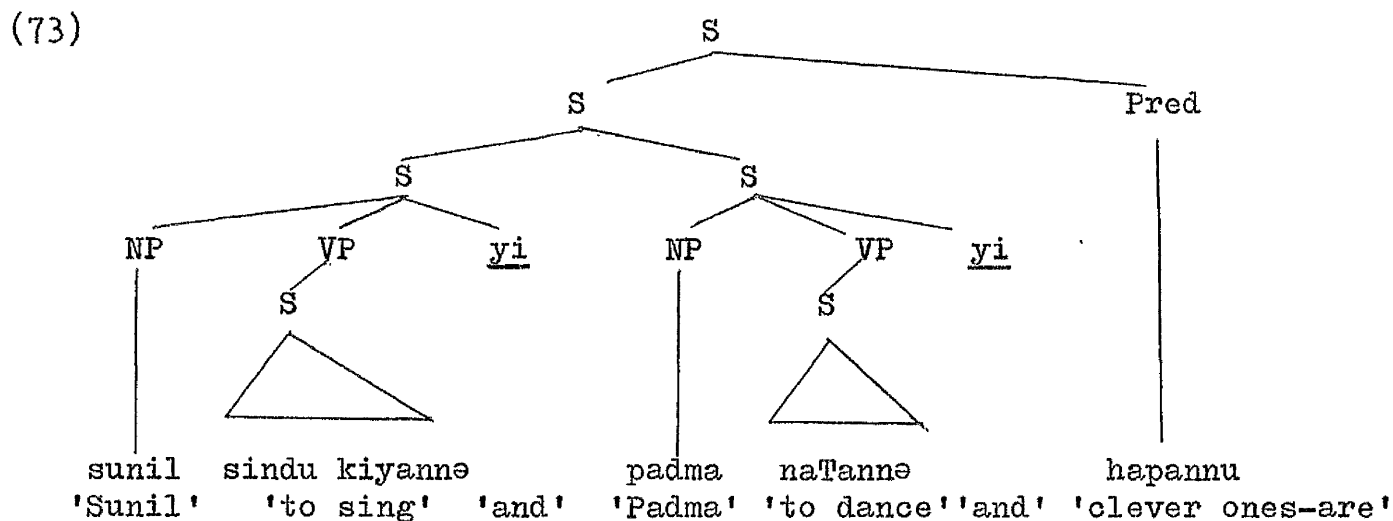 (73) S
S Pred
S S
NP VP yi NP VP yi
S S
sunil sindu kiyannə padma naTannə hapannu
'Sunil' 'to sing' 'and' 'Padma' 'to dance''and' 'clever ones-are'